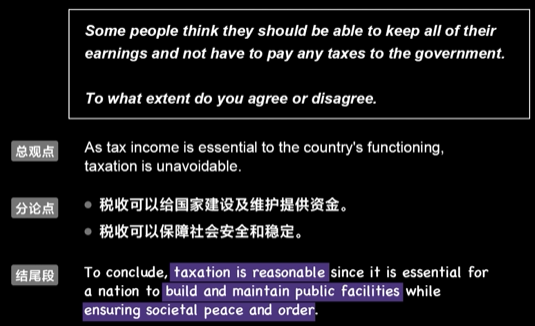 Some people think they should be able to keep all of their
earnings and not have to pay any taxes to the government.
To what extent do you agree or disagree.
总观点
As tax income is essential to the country's functioning,
taxation is unavoidable.
分论点
● 税收可以给国家建设及维护提供资金。
● 税收可以保障社会安全和稳定。
结尾段
To conclude, taxation is reasonable since it is essential for
a nation to build and maintain public facilities while
ensuring societal peace and order.